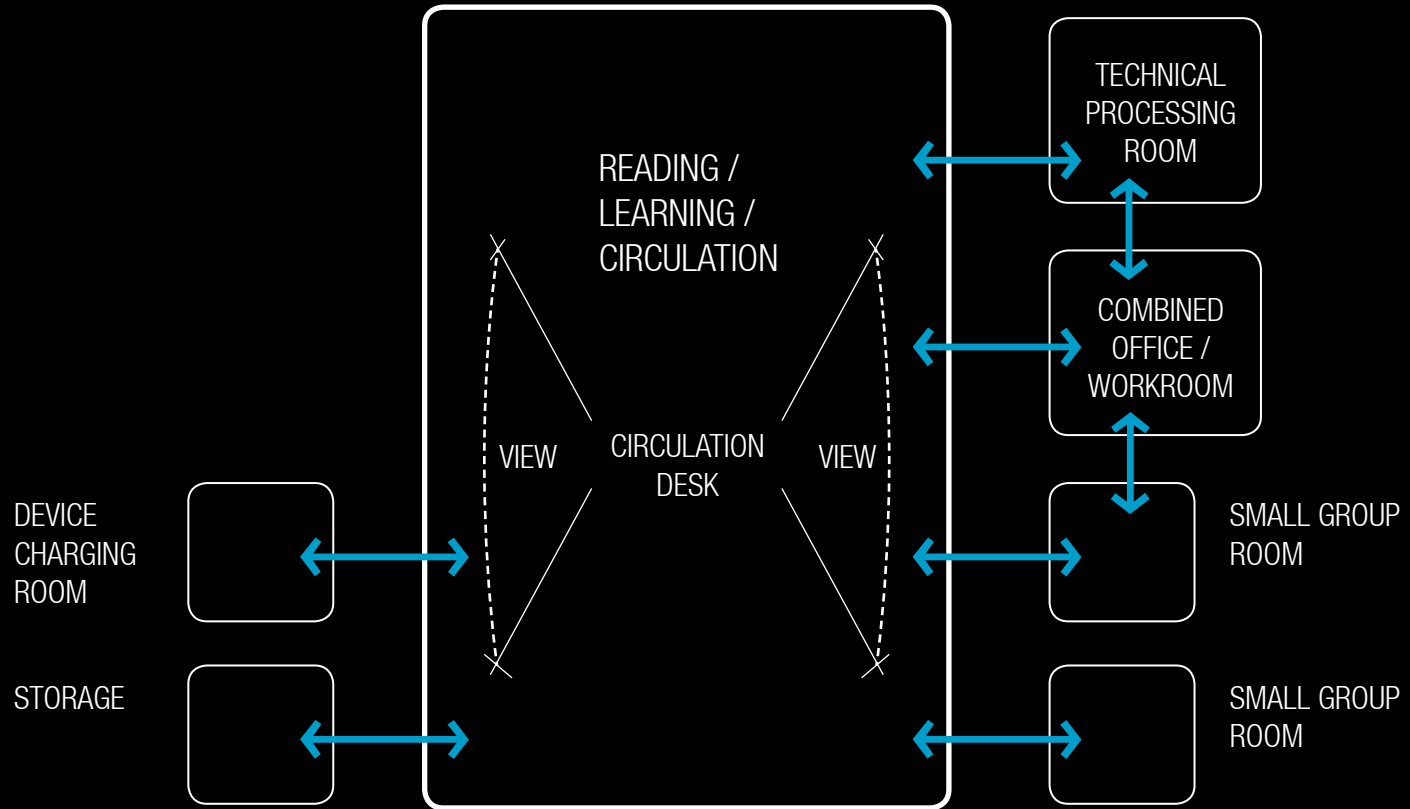 TECHNICAL
PROCESSING
ROOM
READING /
LEARNING /
CIRCULATION
COMBINED
OFFICE /
WORKROOM
VIEW
CIRCULATION
DESK
VIEW
DEVICE
CHARGING
ROOM
SMALL GROUP
ROOM
STORAGE
SMALL GROUP
ROOM